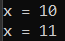 x = 10
x = 11